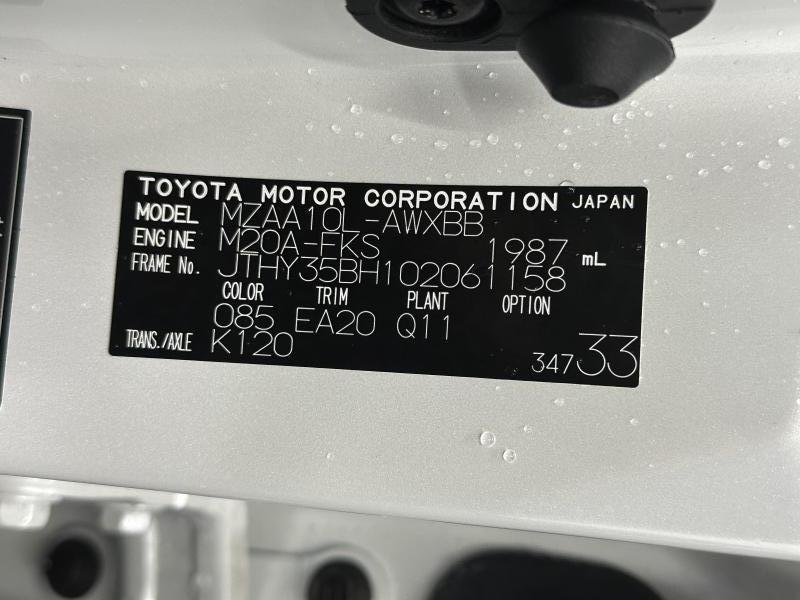 TOYOTA MOTOR CORPORATION JAPAN
MODEL MZAA10L-AWXBB
ENGINE M20A-FKS 1987 mL
FRAME No. JTHY35BH102061158
COLOR TRIM PLANT OPTION
085 EA20 Q11
TRANS./AXLE K120 34733